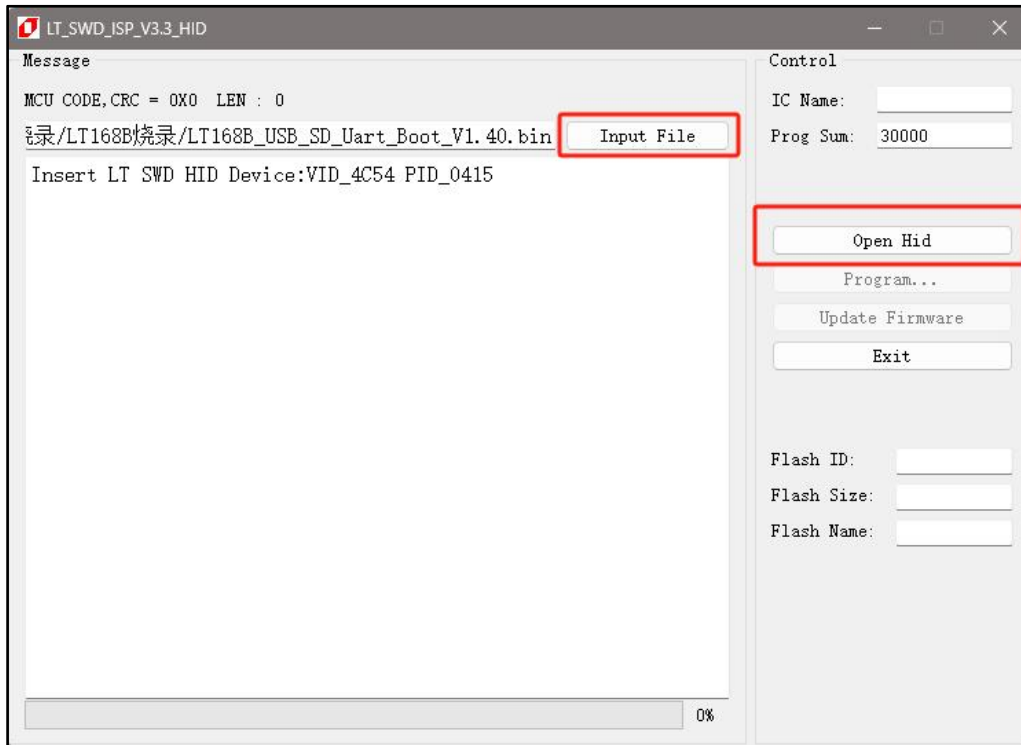 LT_SWD_ISP_V3.3_HID
Message
MCU CODE,CRC = 0X0 LEN : 0
录/LT168B烧录/LT168B_USB_SD_Uart_Boot_V1.40.bin
Input File
Insert LT SWD HID Device:VID_4C54 PID_0415
0%
Control
IC Name:
Prog Sum: 30000
Open Hid
Program...
Update Firmware
Exit
Flash ID:
Flash Size:
Flash Name: